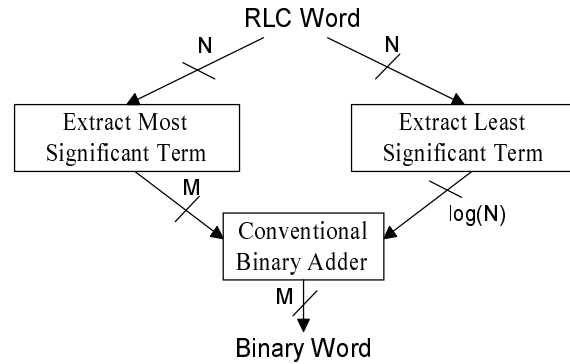 RLC Word
N
N
Extract Most
Significant Term
Extract Least
Significant Term
M
log(N)
Conventional
Binary Adder
M
Binary Word